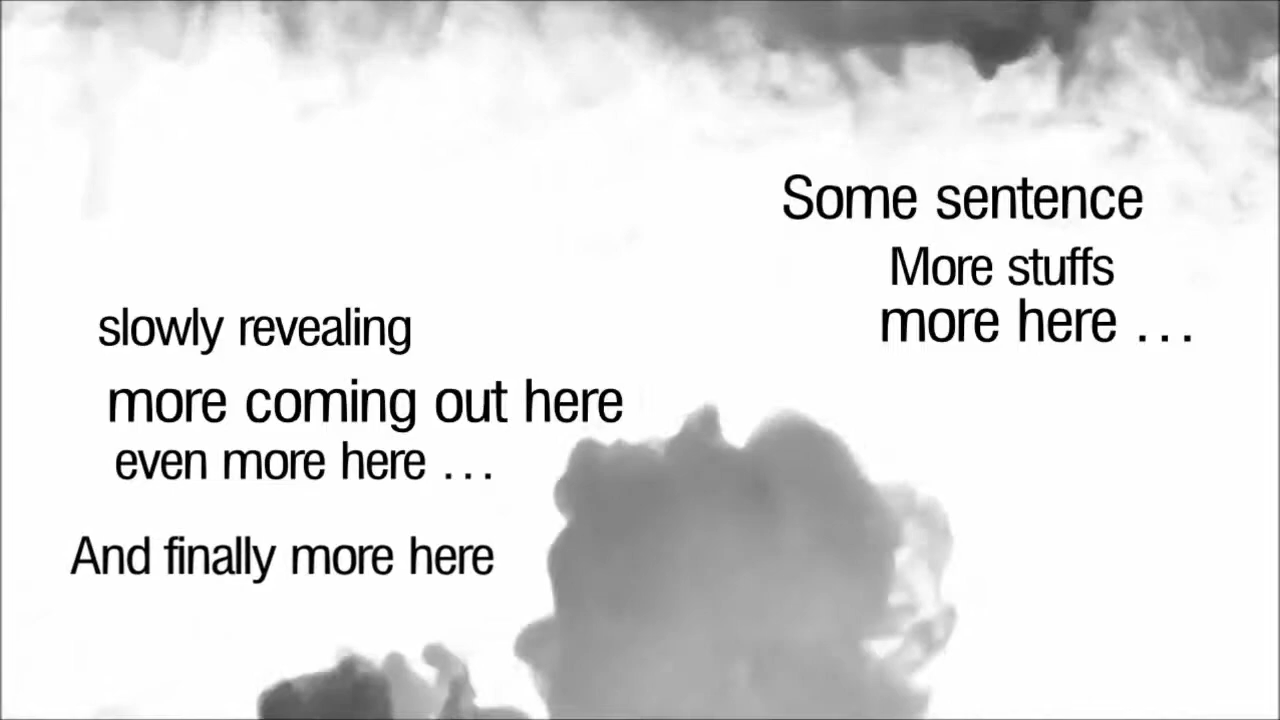 Some sentence
More stuffs
more here ...
slowly revealing
more coming out here
even more here ...
And finally more here